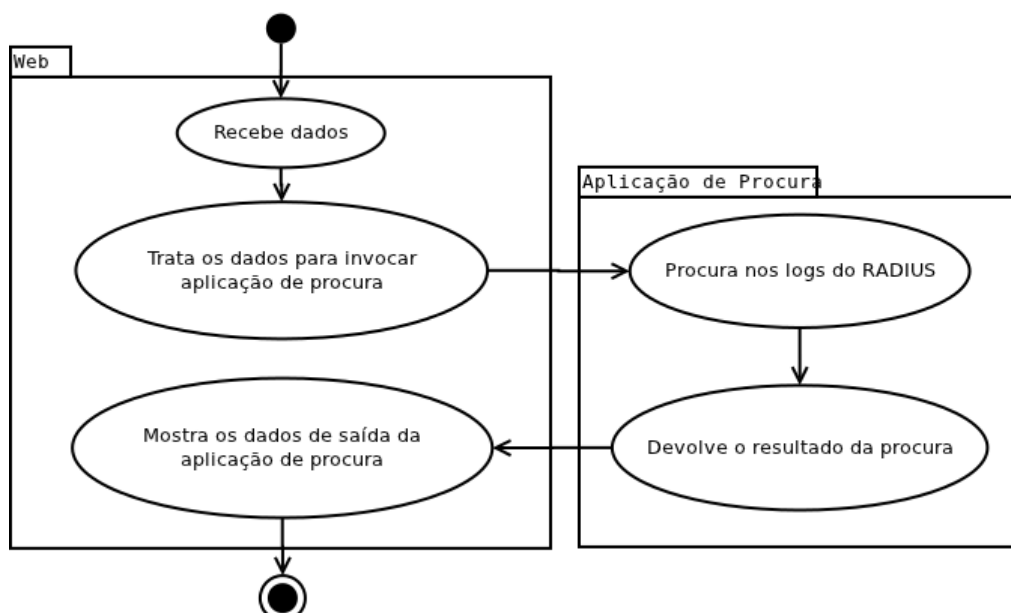 Web
Recebe dados
Aplicação de Procura
Trata os dados para invocar
aplicação de procura
Procura nos logs do RADIUS
Mostra os dados de saída da
aplicação de procura
Devolve o resultado da procura